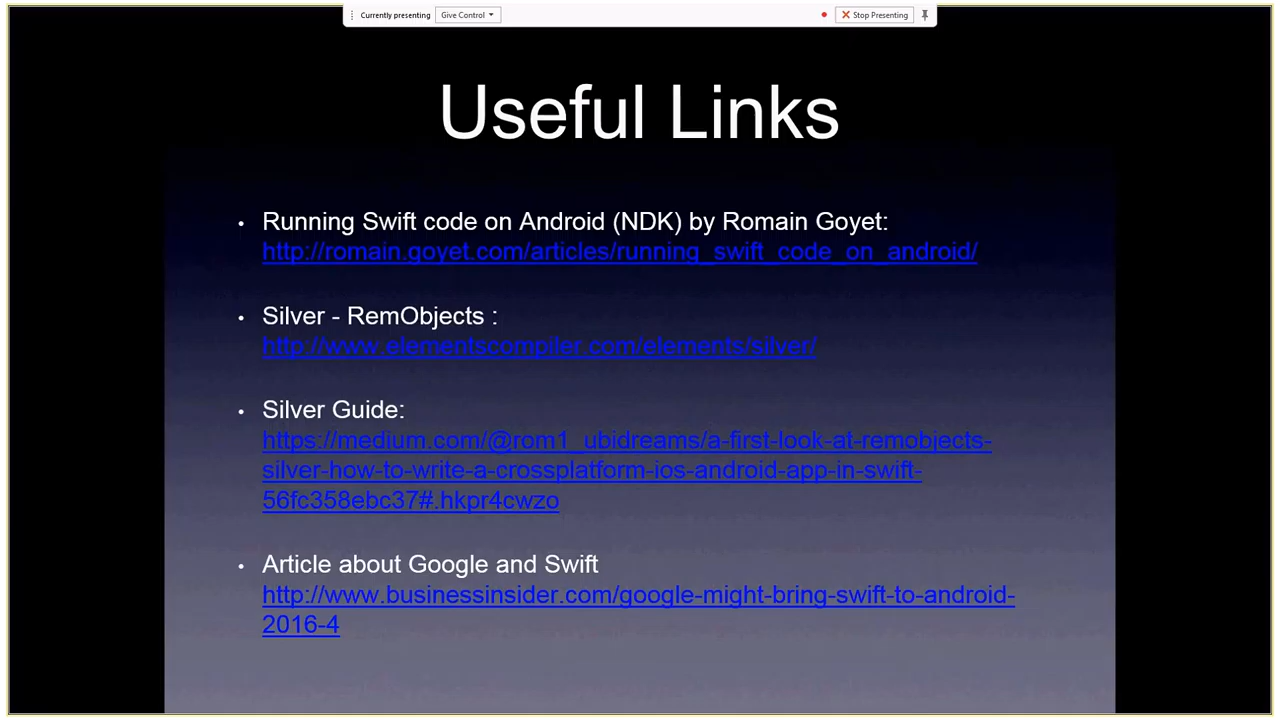 Currently presenting Give Control Stop Presenting
Useful Links
• Running Swift code on Android (NDK) by Romain Goyet:
http://romain.goyet.com/articles/running_swift_code_on_android/
• Silver - RemObjects :
http://www.elementscompiler.com/elements/silver/
• Silver Guide:
https://medium.com/@rom1_ubidreams/a-first-look-at-remobjects-
silver-how-to-write-a-crossplatform-ios-android-app-in-swift-
56fc358ebc37#.hkpr4cwzo
• Article about Google and Swift
http://www.businessinsider.com/google-might-bring-swift-to-android-
2016-4